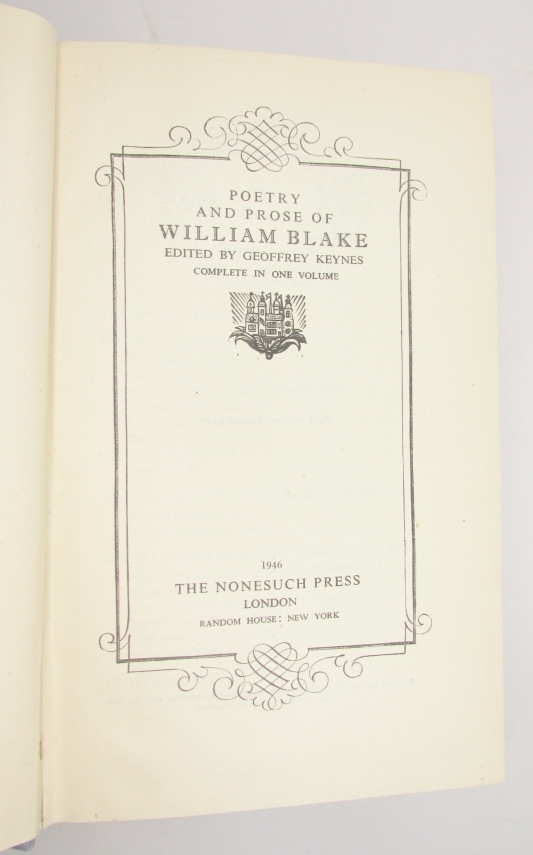 POETRY
AND PROSE OF
WILLIAM BLAKE
EDITED BY GEOFFREY KEYNES
COMPLETE IN ONE VOLUME
1946
THE NONESUCH PRESS
LONDON
RANDOM HOUSE: NEW YORK